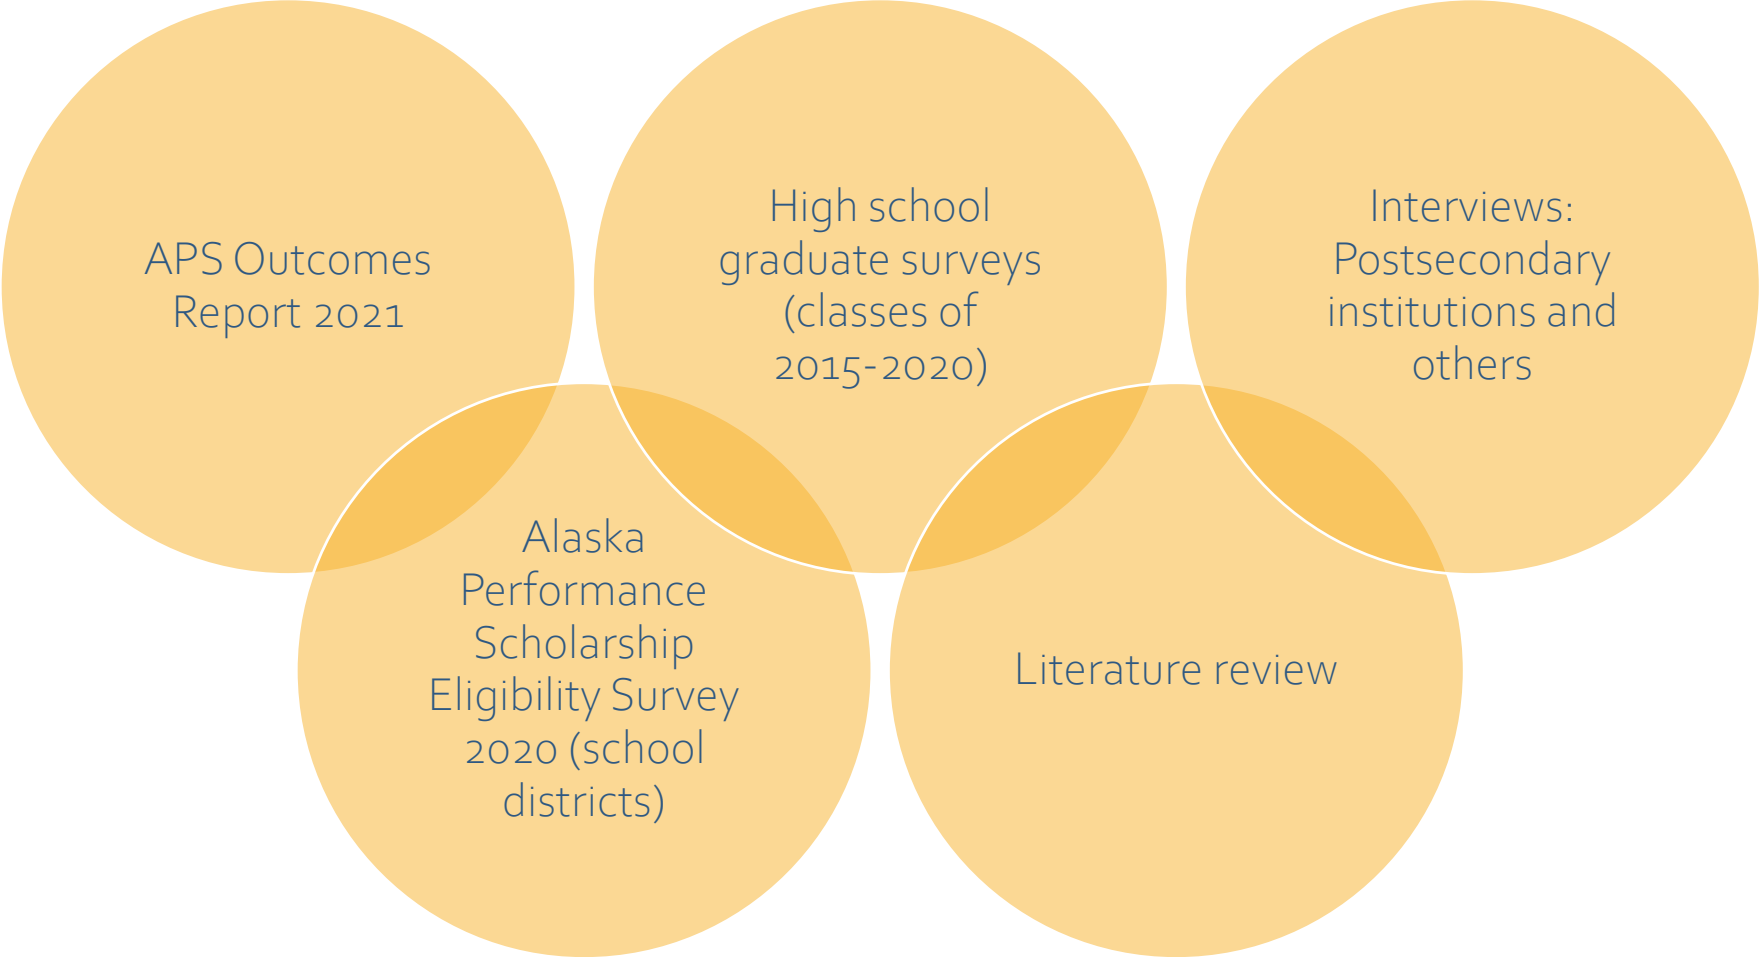 APS Outcomes
Report 2021
High school
graduate surveys
(classes of
2015-2020)
Interviews:
Postsecondary
institutions and
others
Alaska
Performance
Scholarship
Eligibility Survey
2020 (school
districts)
Literature review